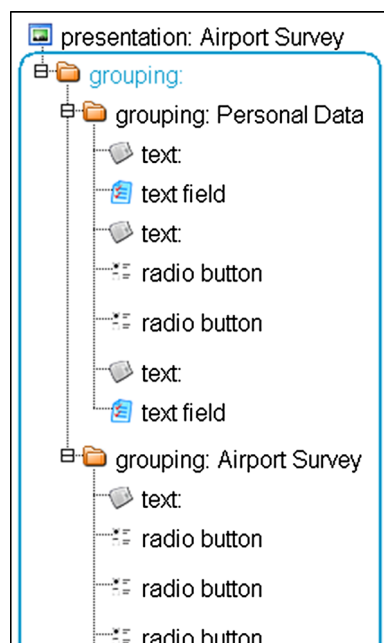 presentation: Airport Survey
grouping:
grouping: Personal Data
text:
text field
text:
radio button
radio button
text:
text field
grouping: Airport Survey
text:
radio button
radio button
radio button